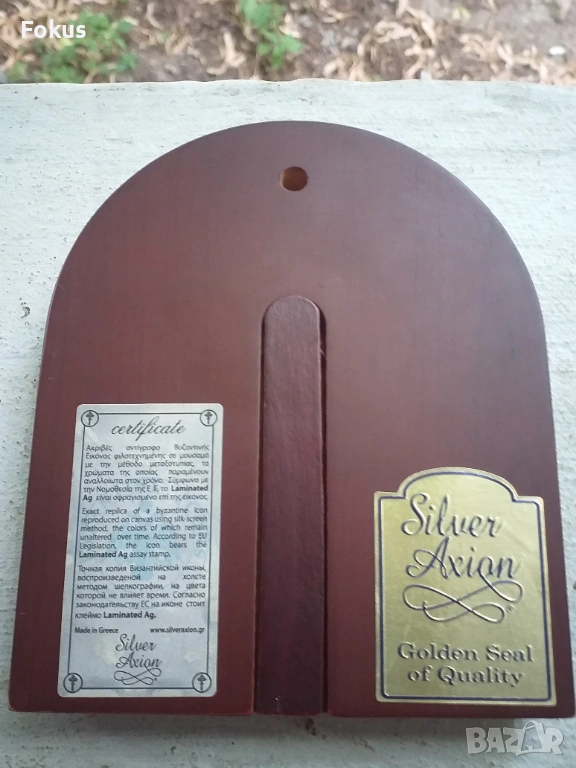 Fokus
certificate
Ακριβές αντίγραφο βυζαντινής
Εικόνας φιλοτεχνημένης σε μουσαμά
με την μέθοδο μεταξοτυπίας, τα
χρώματα της οποίας παραμένουν
αναλλοίωτα στον χρόνο. Σύμφωνα με
την Νομοθεσία της Ε.Ε, το Laminated
Ag είναι σφραγισμένο επί της εικόνας.
Exact replica of a byzantine icon
reproduced on canvas using silk-screen
method, the colors of which remain
unaltered over time. According to EU
Legislation, the icon bears the
Laminated Ag assay stamp.
Точная копия Византийской иконы,
воспроизведеной на холсте
методом шелкографии, на цвета
которой не влияет время. Согласно
законодательству ЕС на иконе стоит
клеймо Laminated Ag.
Made in Greece www.silveraxion.gr
Silver
Axion ®
Silver
Axion ®
Golden Seal
of Quality
BAZAR